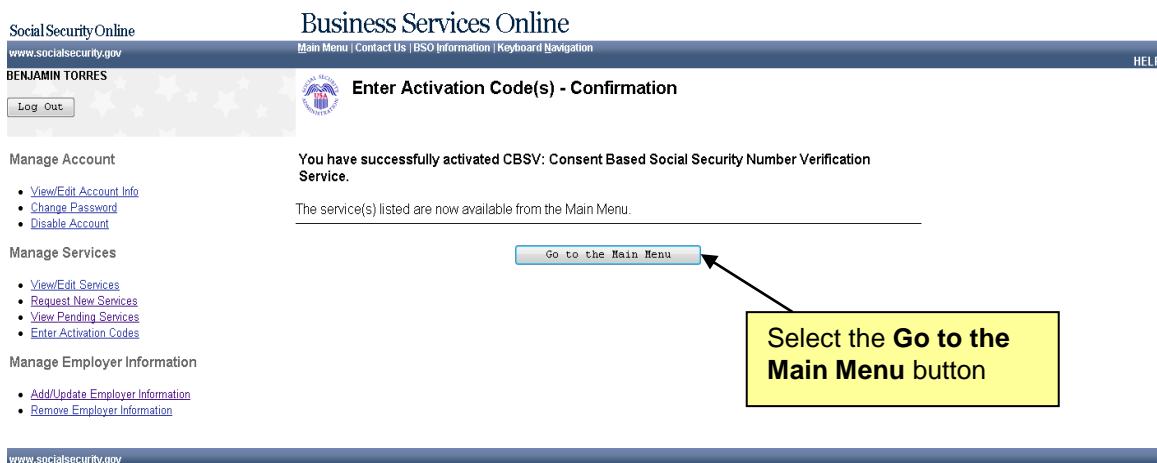 Social Security Online
Business Services Online
www.socialsecurity.gov
Main Menu | Contact Us | BSO Information | Keyboard Navigation
HELP
BENJAMIN TORRES
Log Out
SOCIAL SECURITY ADMINISTRATION
USA
Enter Activation Code(s) - Confirmation
Manage Account
• View/Edit Account Info
• Change Password
• Disable Account
Manage Services
• View/Edit Services
• Request New Services
• View Pending Services
• Enter Activation Codes
Manage Employer Information
• Add/Update Employer Information
• Remove Employer Information
You have successfully activated CBSV: Consent Based Social Security Number Verification
Service.
The service(s) listed are now available from the Main Menu.
Go to the Main Menu
Select the Go to the
Main Menu button
www.socialsecurity.gov